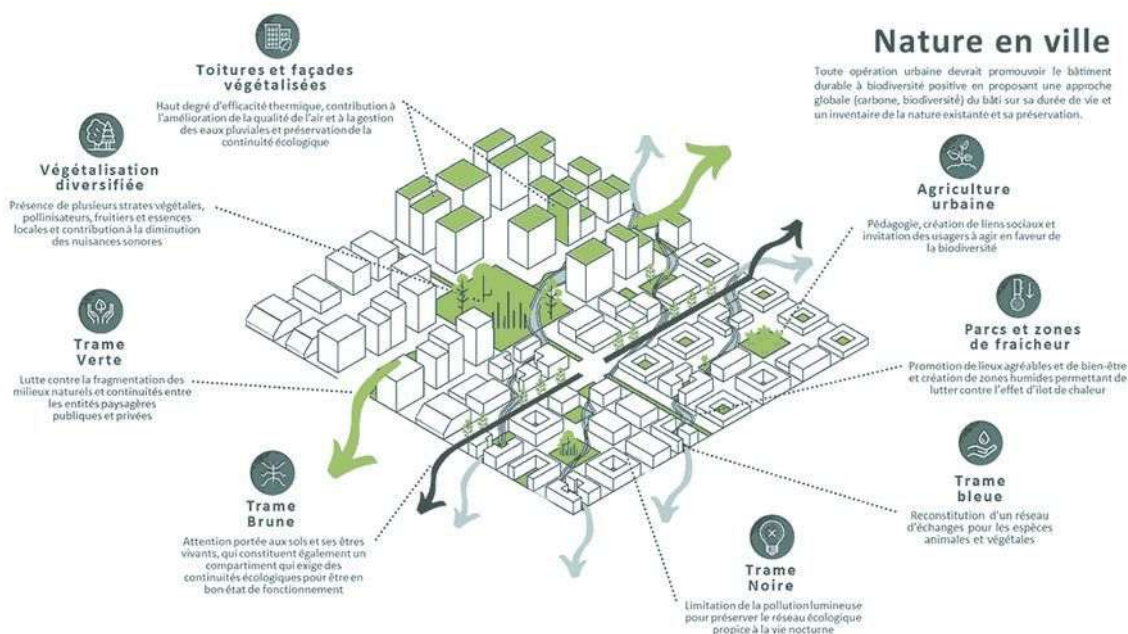 Nature en ville
Toute opération urbaine devrait promouvoir le bâtiment
durable à biodiversité positive en proposant une approche
globale (carbone, biodiversité) du bâti sur sa durée de vie et
un inventaire de la nature existante et sa préservation.
Toitures et façades
végétalisées
Haut degré d'efficacité thermique, contribution à
l'amélioration de la qualité de l'air et à la gestion
des eaux pluviales et préservation de la
continuité écologique
Végétalisation
diversifiée
Présence de plusieurs strates végétales,
pollinisateurs, fruitiers et essences
locales et contribution à la diminution
des nuisances sonores
Trame
Verte
Lutte contre la fragmentation des
milieux naturels et continuités entre
les entités paysagères
publiques et privées
Trame
Brune
Attention portée aux sols et ses êtres
vivants, qui constituent également un
compartiment qui exige des
continuités écologiques pour être en
bon état de fonctionnement
Agriculture
urbaine
Pédagogie, création de liens sociaux et
invitation des usagers à agir en faveur de
la biodiversité
Parcs et zones
de fraicheur
Promotion de lieux agréables et de bien-être
et création de zones humides permettant de
lutter contre l'effet d'ilot de chaleur
Trame
bleue
Reconstitution d'un réseau
d'échanges pour les espèces
animales et végétales
Trame
Noire
Limitation de la pollution lumineuse
pour préserver le réseau écologique
propice à la vie nocturne